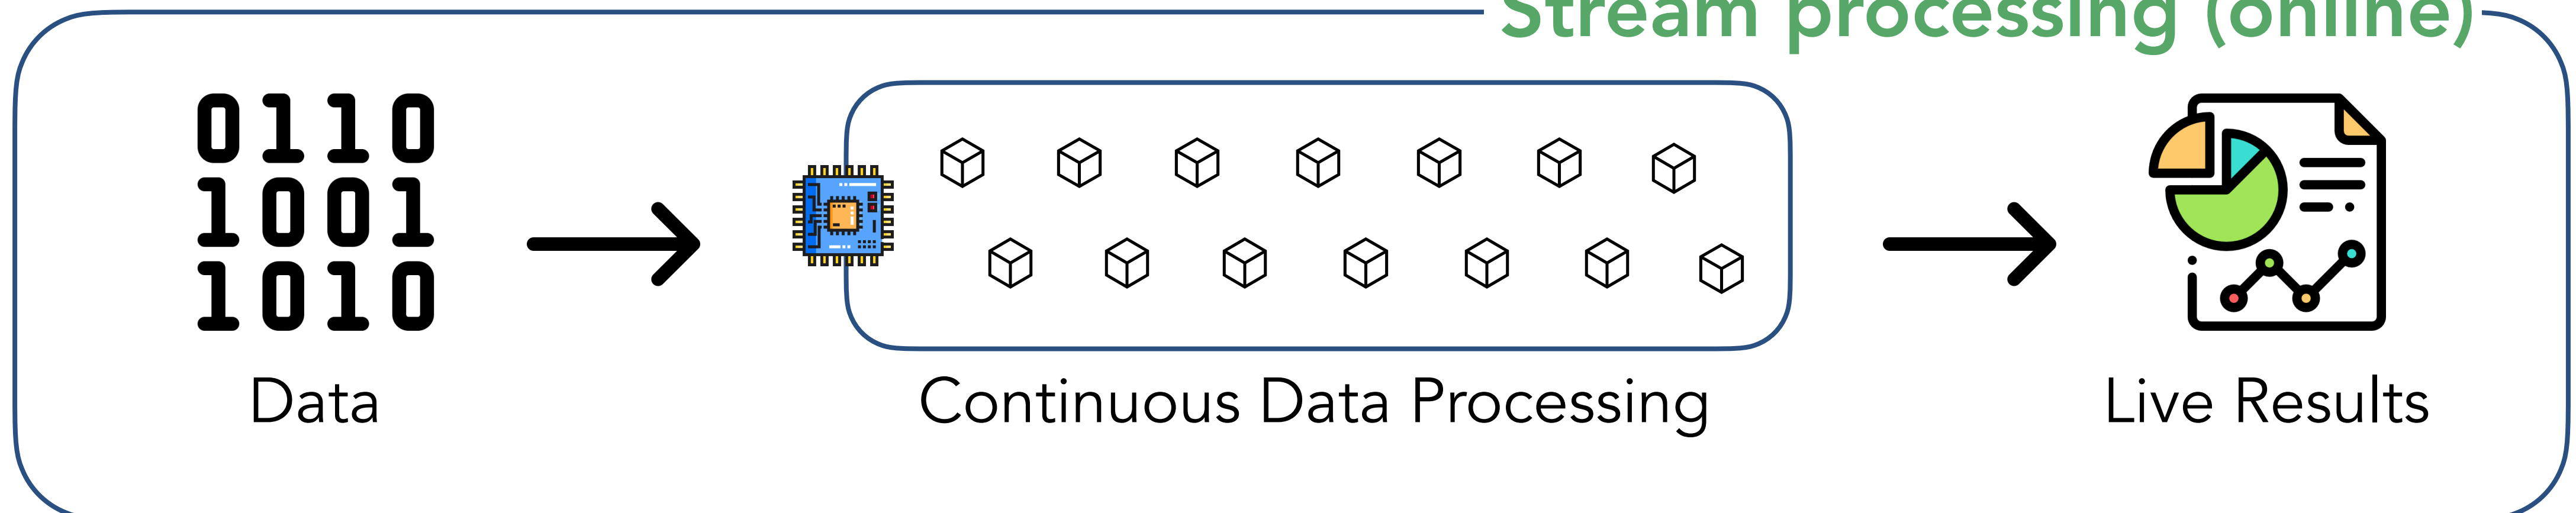 Stream processing (online)
0110
1001
1010
Data
Continuous Data Processing
Live Results